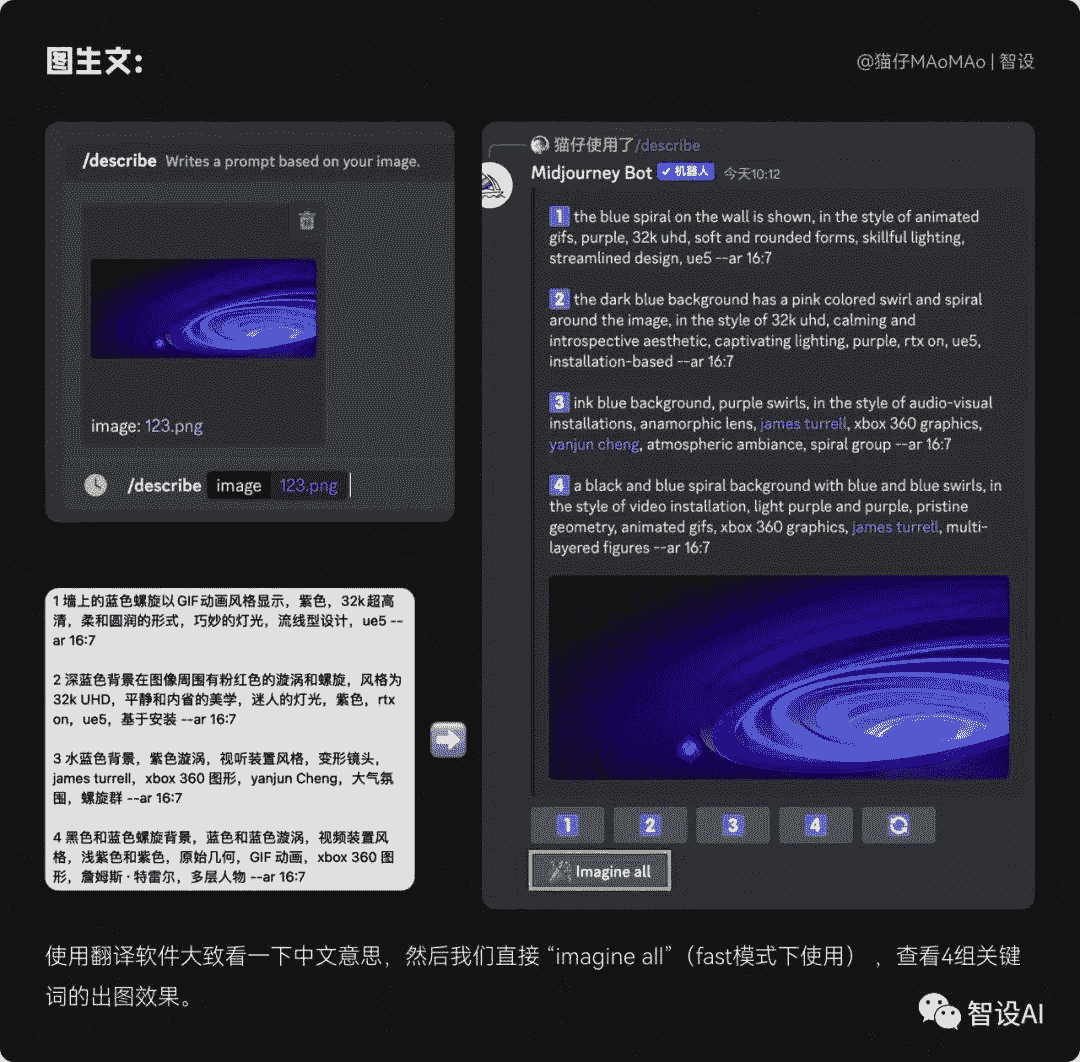 图生文:
@猫仔MAoMAo | 智设
/describe Writes a prompt based on your image.
image: 123.png
/describe image 123.png
猫仔使用了/describe
Midjourney Bot ✓ 机器人 今天10:12
1 the blue spiral on the wall is shown, in the style of animated
gifs, purple, 32k uhd, soft and rounded forms, skillful lighting,
streamlined design, ue5 --ar 16:7
2 the dark blue background has a pink colored swirl and spiral
around the image, in the style of 32k uhd, calming and
introspective aesthetic, captivating lighting, purple, rtx on, ue5,
installation-based --ar 16:7
3 ink blue background, purple swirls, in the style of audio-visual
installations, anamorphic lens, james turrell, xbox 360 graphics,
yanjun cheng, atmospheric ambiance, spiral group --ar 16:7
4 a black and blue spiral background with blue and blue swirls, in
the style of video installation, light purple and purple, pristine
geometry, animated gifs, xbox 360 graphics, james turrell, multi-
layered figures --ar 16:7
1 2 3 4
Imagine all
1 墙上的蓝色螺旋以GIF动画风格显示，紫色，32k超高
清，柔和圆润的形式，巧妙的灯光，流线型设计，ue5 --
ar 16:7
2 深蓝色背景在图像周围有粉红色的漩涡和螺旋，风格为
32k UHD，平静和内省的美学，迷人的灯光，紫色，rtx
on，ue5，基于安装 --ar 16:7
3 水蓝色背景，紫色漩涡，视听装置风格，变形镜头，
james turrell，xbox 360 图形，yanjun Cheng，大气氛
围，螺旋群 --ar 16:7
4 黑色和蓝色螺旋背景，蓝色和蓝色漩涡，视频装置风
格，浅紫色和紫色，原始几何，GIF 动画，xbox 360 图
形，詹姆斯·特雷尔，多层人物 --ar 16:7
使用翻译软件大致看一下中文意思，然后我们直接 “imagine all”（fast模式下使用） ，查看4组关键
词的出图效果。
智设AI